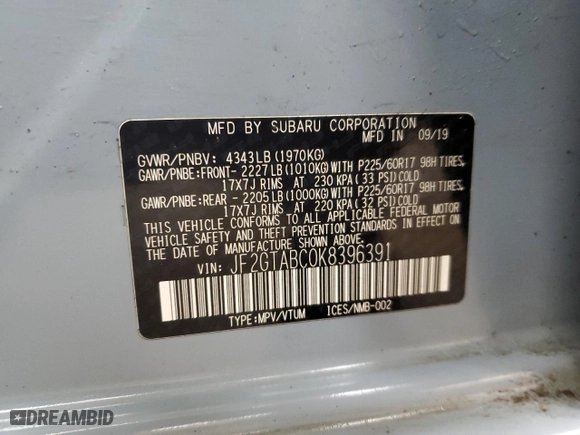 MFD BY SUBARU CORPORATION
MFD IN 09/19
GVWR/PNBV: 4343LB (1970KG)
GAWR/PNBE:FRONT- 2227LB (1010KG)WITH P225/60R17 98H TIRES,
17X7J RIMS AT 230 KPA (33 PSI)COLD
GAWR/PNBE:REAR - 2205LB (1000KG)WITH P225/60R17 98H TIRES,
17X7J RIMS AT 220 KPA (32 PSI)COLD
THIS VEHICLE CONFORMS TO ALL APPLICABLE FEDERAL MOTOR
VEHICLE SAFETY AND THEFT PREVENTION STANDARDS IN EFFECT ON
THE DATE OF MANUFACTURE SHOWN ABOVE.
VIN: JF2GTABC0K8396391
TYPE:MPV/VTUM ICES/NMB-002
DREAMBID